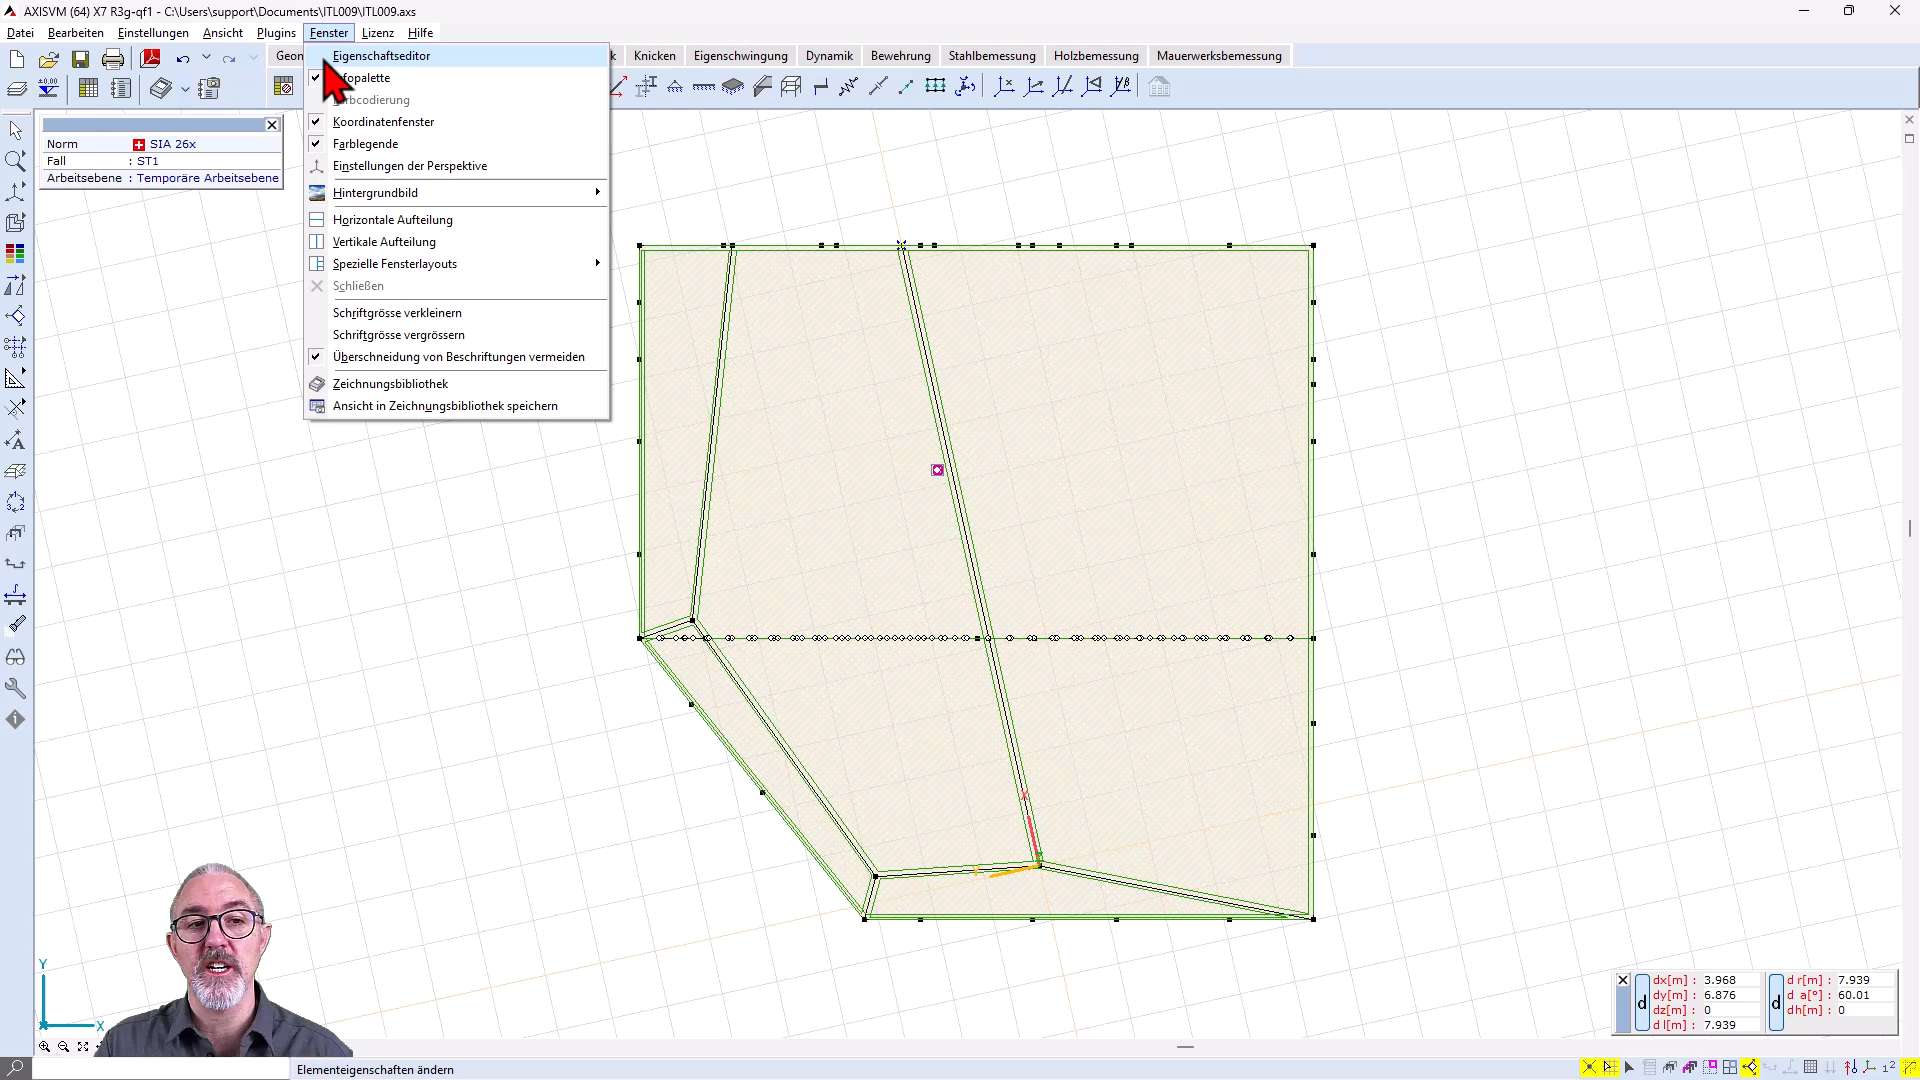 AXISVM (64) X7 R3g-qf1 - C:\Users\support\Documents\ITL009\ITL009.axs
Datei Bearbeiten Einstellungen Ansicht Plugins Fenster Lizenz Hilfe
Knicken Eigenschwingung Dynamik Bewehrung Stahlbemessung Holzbemessung Mauerwerksbemessung
Eigenschaftseditor
Koordinatenfenster
Farblegende
Einstellungen der Perspektive
Hintergrundbild
Horizontale Aufteilung
Vertikale Aufteilung
Spezielle Fensterlayouts
Schließen
Schriftgrösse verkleinern
Schriftgrösse vergrössern
Überschneidung von Beschriftungen vermeiden
Zeichnungsbibliothek
Ansicht in Zeichnungsbibliothek speichern
Norm SIA 26x
Fall : ST1
Arbeitsebene : Temporäre Arbeitsebene
Y
X
d
dx[m] : 3.968
dy[m] : 6.876
dz[m] : 0
d l[m] : 7.939
d
d r[m] : 7.939
d a[°] : 60.01
dh[m] : 0
Elementeigenschaften ändern